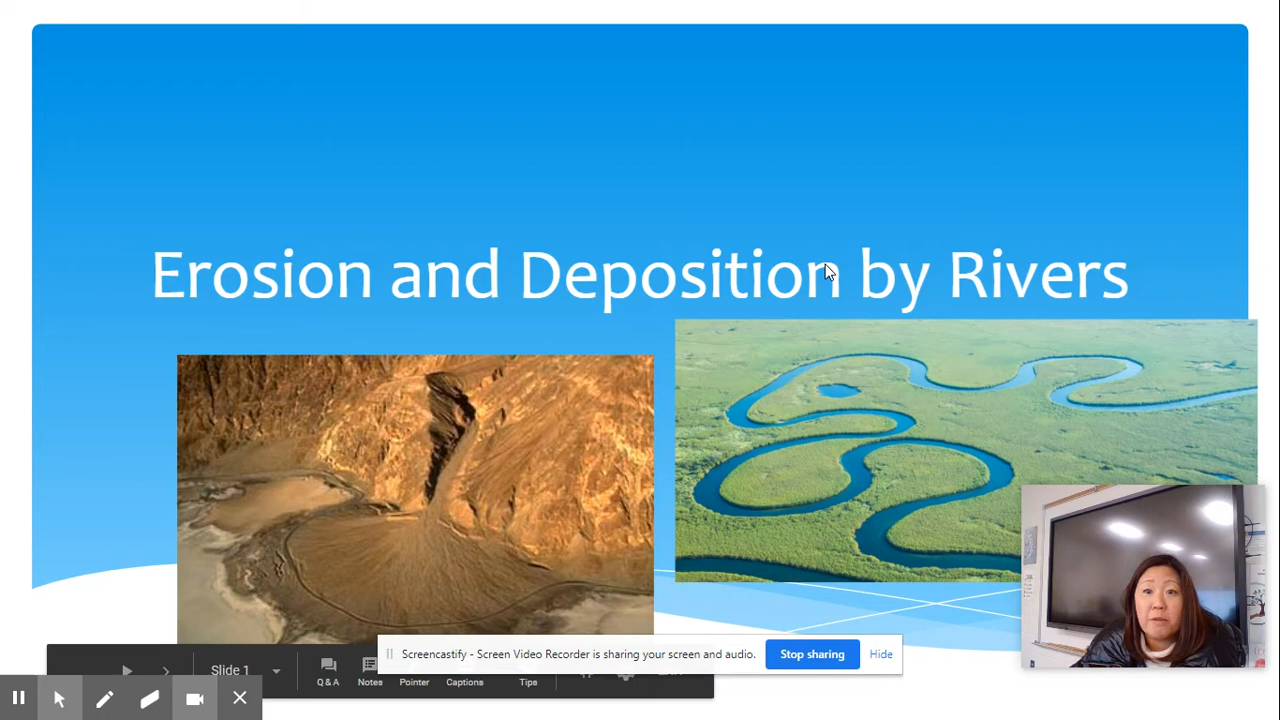 Erosion and Deposition by Rivers
Screencastify - Screen Video Recorder is sharing your screen and audio.
Stop sharing
Hide
Slide 1
Q & A
Notes
Pointer
Captions
Tips